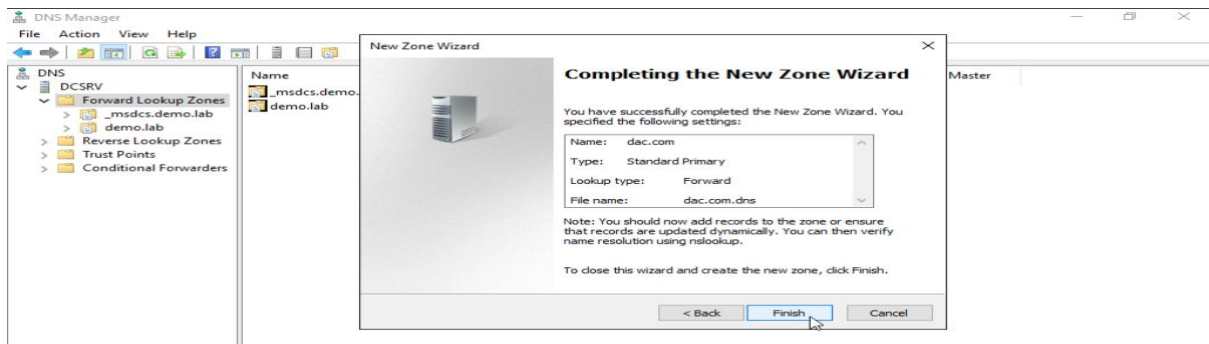 DNS Manager
File Action View Help
DNS
DCSRV
Forward Lookup Zones
_msdcs.demo.lab
demo.lab
Reverse Lookup Zones
Trust Points
Conditional Forwarders
Name
_msdcs.demo.
demo.lab
Master
New Zone Wizard
Completing the New Zone Wizard
You have successfully completed the New Zone Wizard. You
specified the following settings:
Name: dac.com
Type: Standard Primary
Lookup type: Forward
File name: dac.com.dns
Note: You should now add records to the zone or ensure
that records are updated dynamically. You can then verify
name resolution using nslookup.
To close this wizard and create the new zone, click Finish.
< Back Finish Cancel